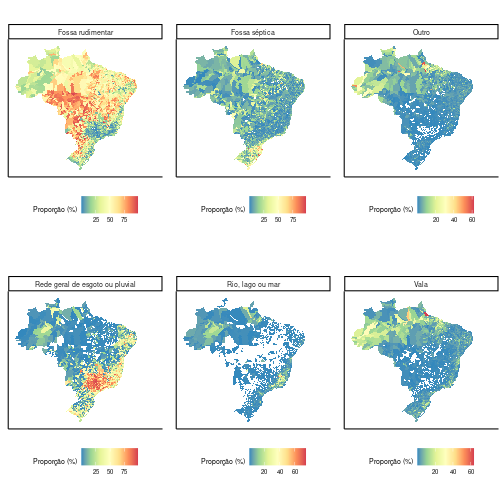 Fossa rudimentar
Fossa séptica
Outro
Proporção (%)
25 50 75
Proporção (%)
25 50 75
Proporção (%)
20 40 60
Rede geral de esgoto ou pluvial
Rio, lago ou mar
Vala
Proporção (%)
25 50 75
Proporção (%)
20 40 60
Proporção (%)
20 40 60